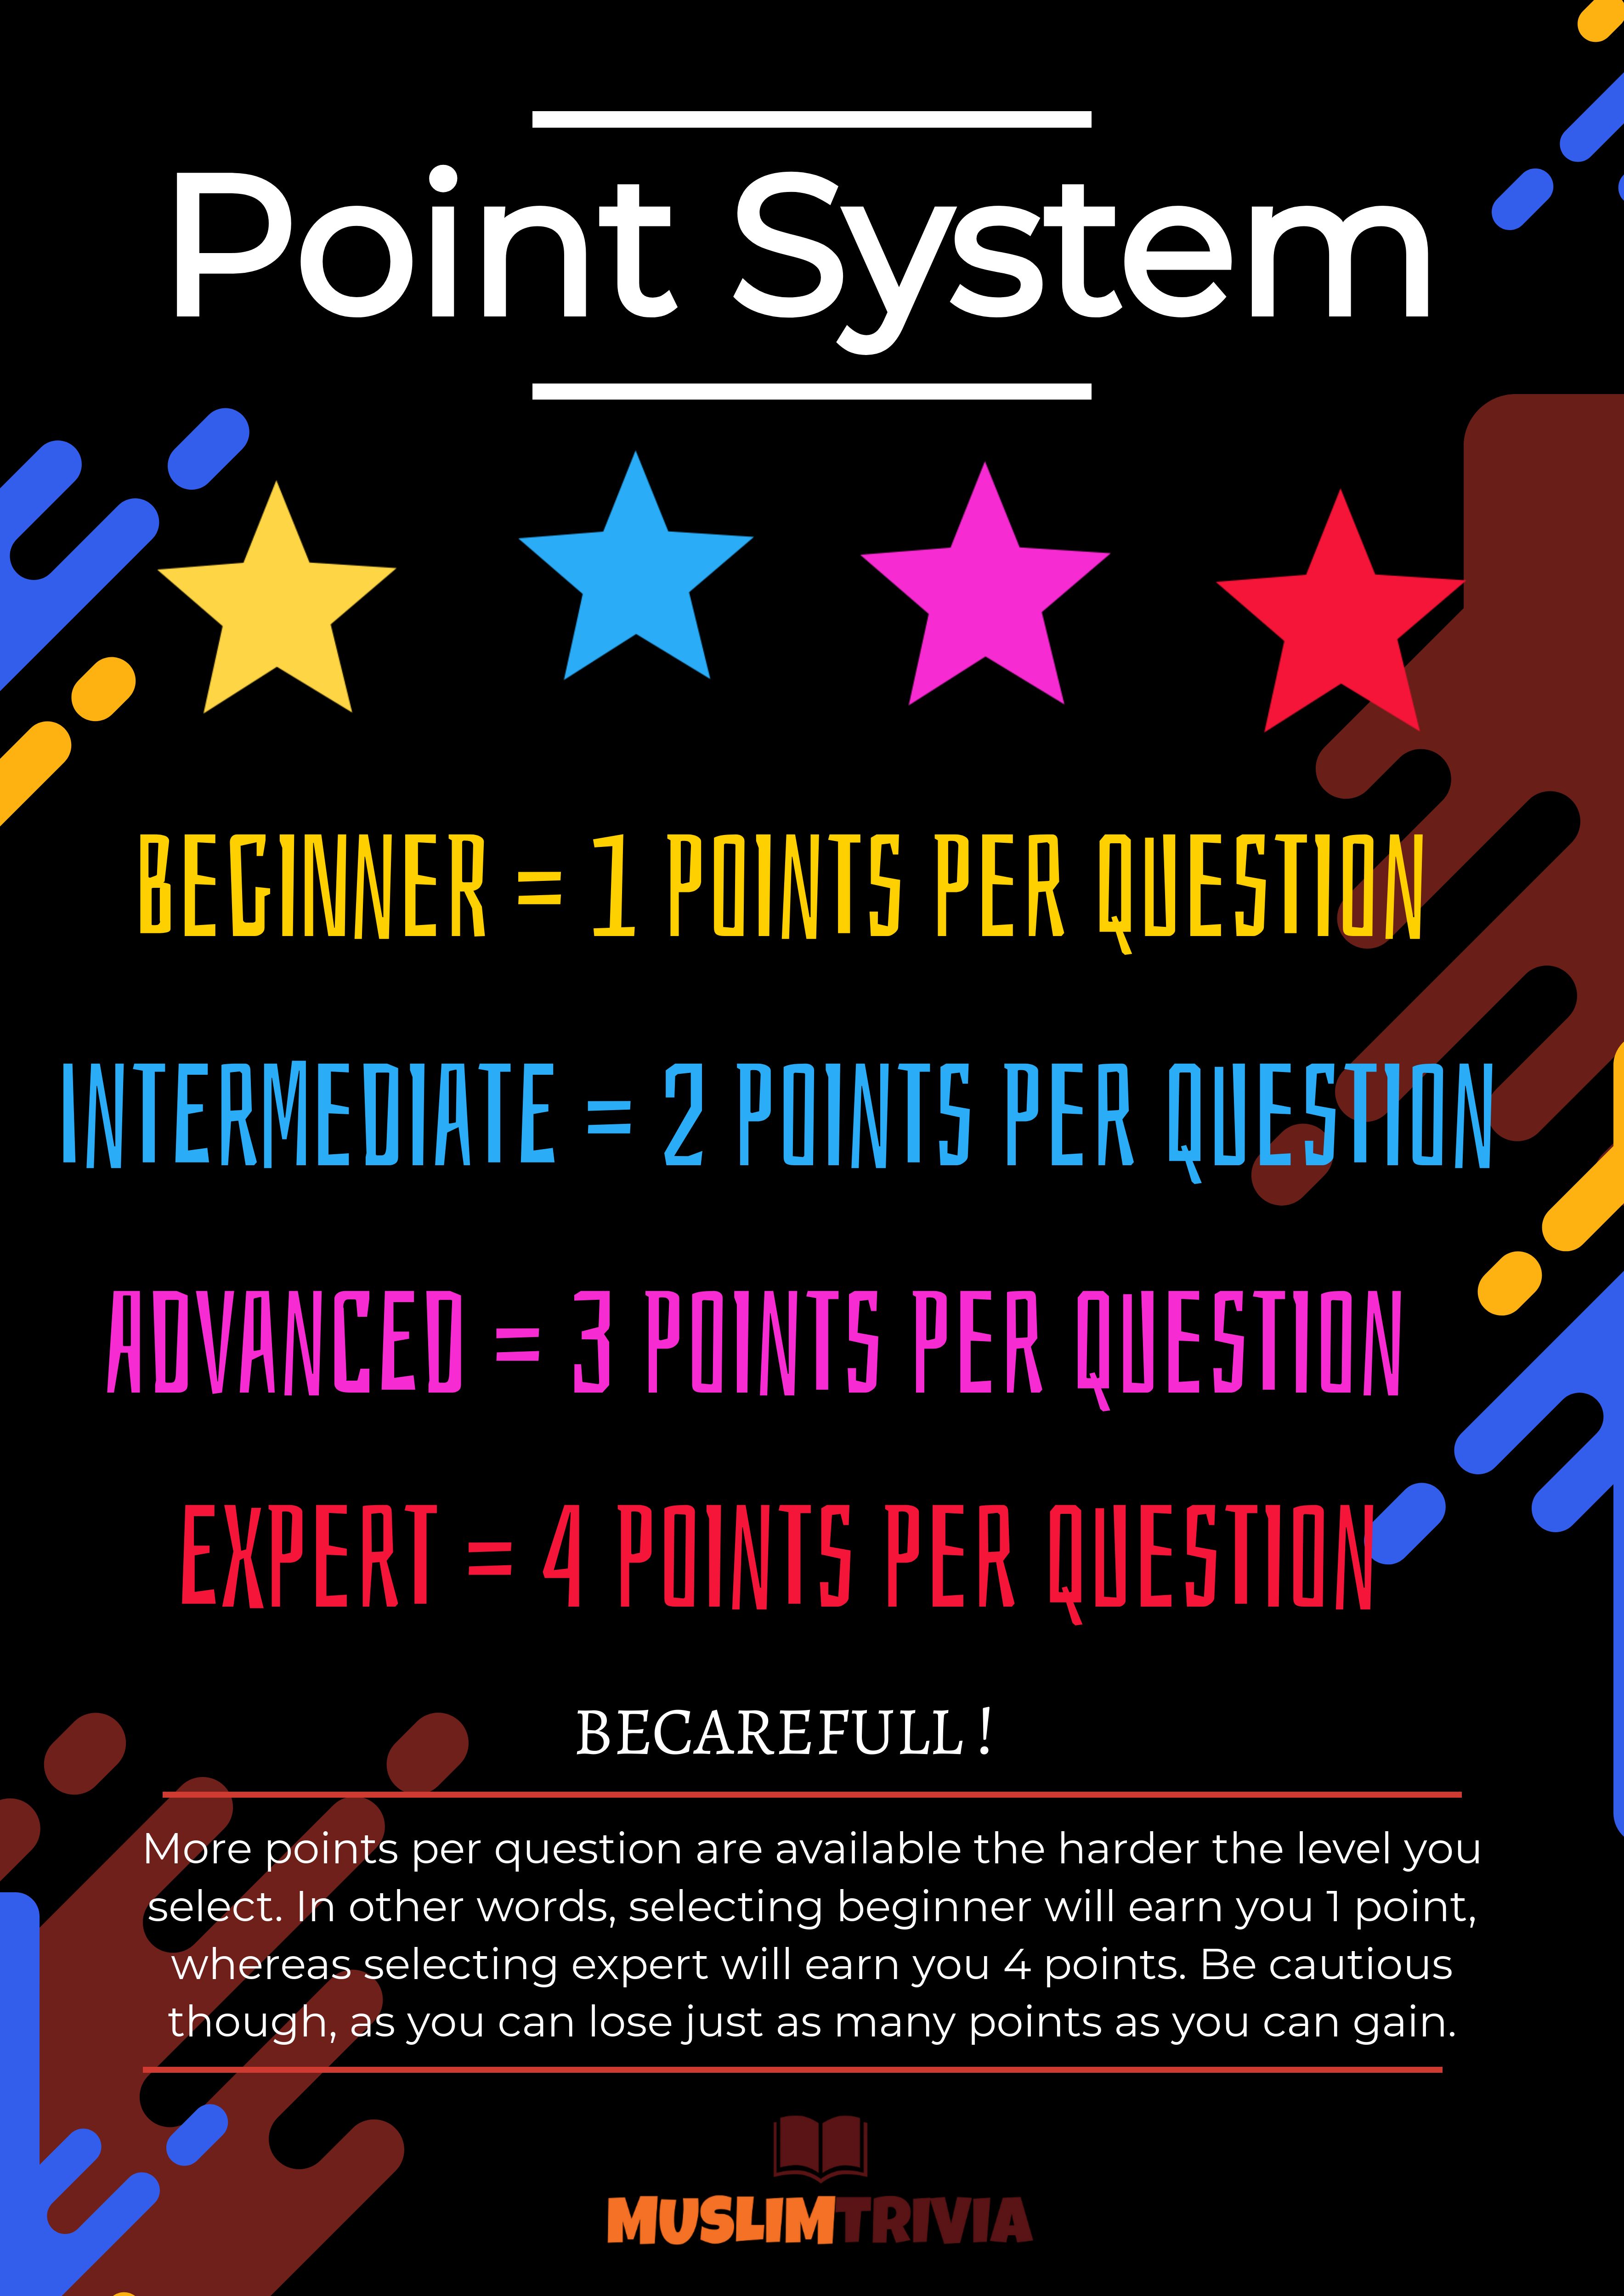 Point System
BEGINNER = 1 POINTS PER QUESTION
INTERMEDIATE = 2 POINTS PER QUESTION
ADVANCED = 3 POINTS PER QUESTION
EXPERT = 4 POINTS PER QUESTION
BECAREFULL !
More points per question are available the harder the level you
select. In other words, selecting beginner will earn you 1 point,
whereas selecting expert will earn you 4 points. Be cautious
though, as you can lose just as many points as you can gain.
MUSLIMTRIVIA